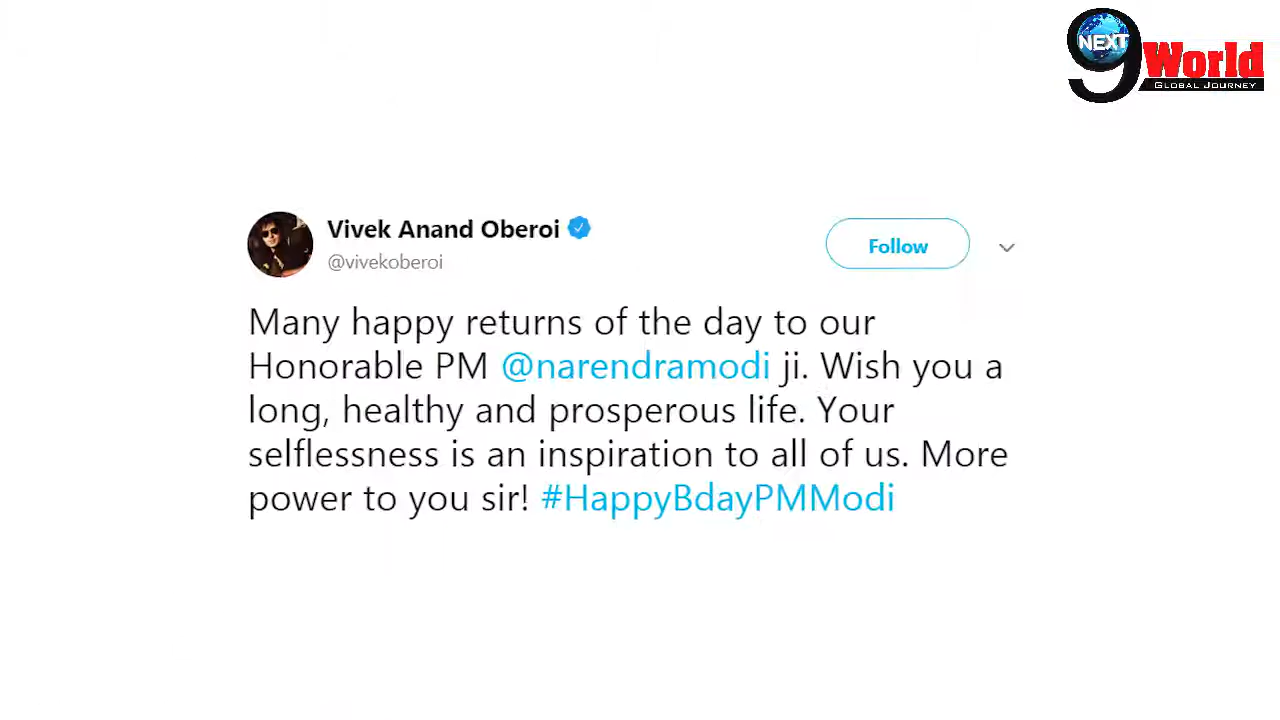 NEXT
9 World
GLOBAL JOURNEY
Vivek Anand Oberoi
@vivekoberoi
Follow
Many happy returns of the day to our
Honorable PM @narendramodi ji. Wish you a
long, healthy and prosperous life. Your
selflessness is an inspiration to all of us. More
power to you sir! #HappyBdayPMModi